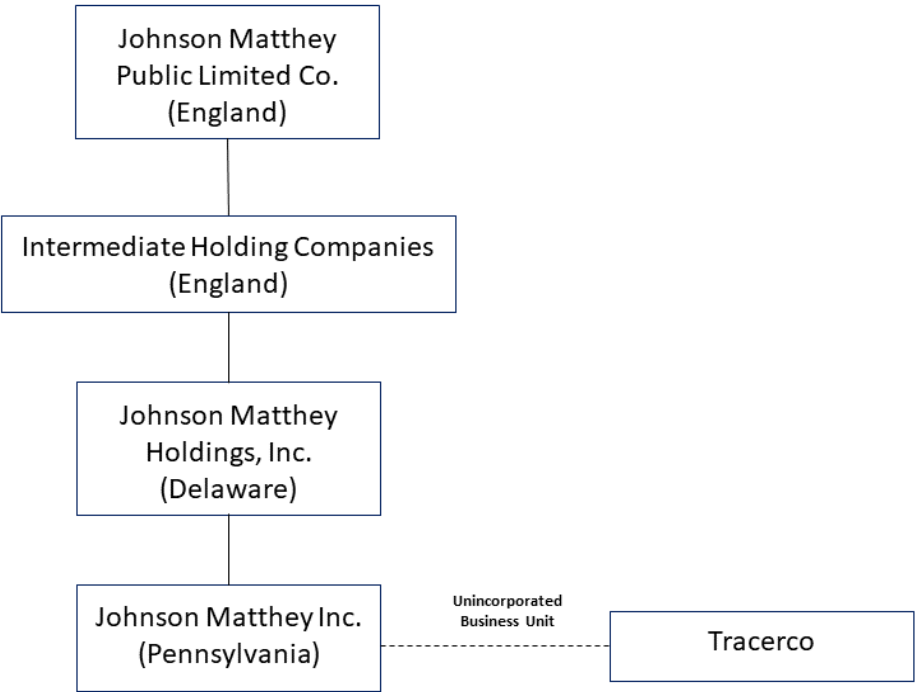 Johnson Matthey
Public Limited Co.
(England)
Intermediate Holding Companies
(England)
Johnson Matthey
Holdings, Inc.
(Delaware)
Johnson Matthey Inc.
(Pennsylvania)
Unincorporated
Business Unit
Tracerco